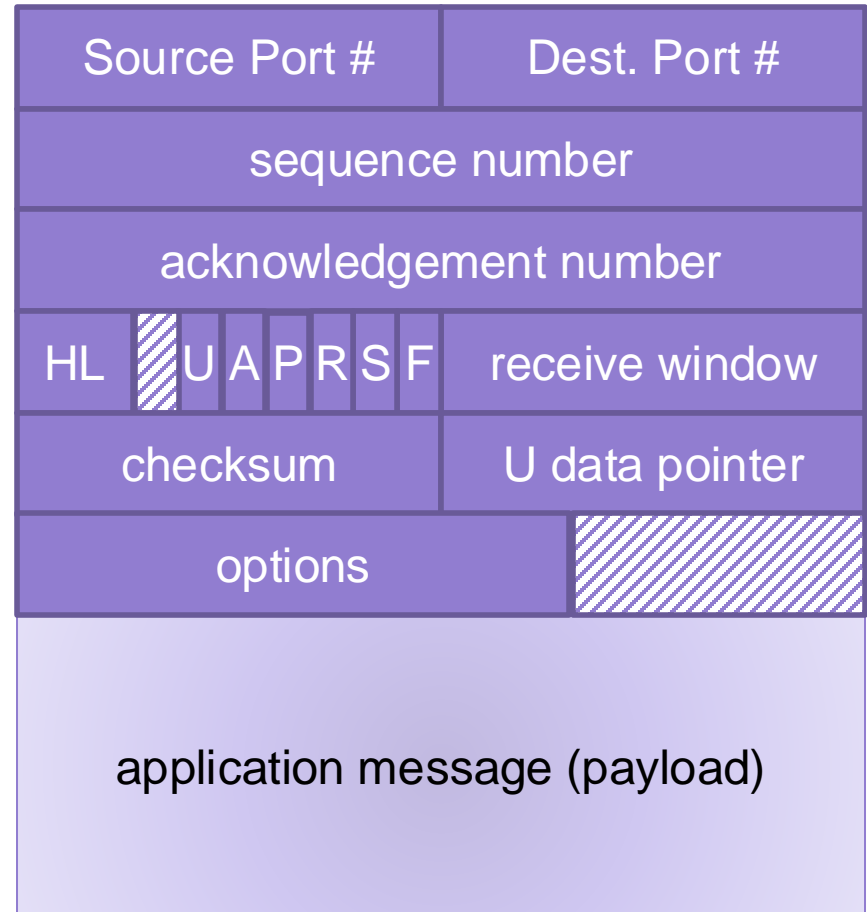 Source Port # Dest. Port #
sequence number
acknowledgement number
HL U A P R S F receive window
checksum U data pointer
options
application message (payload)